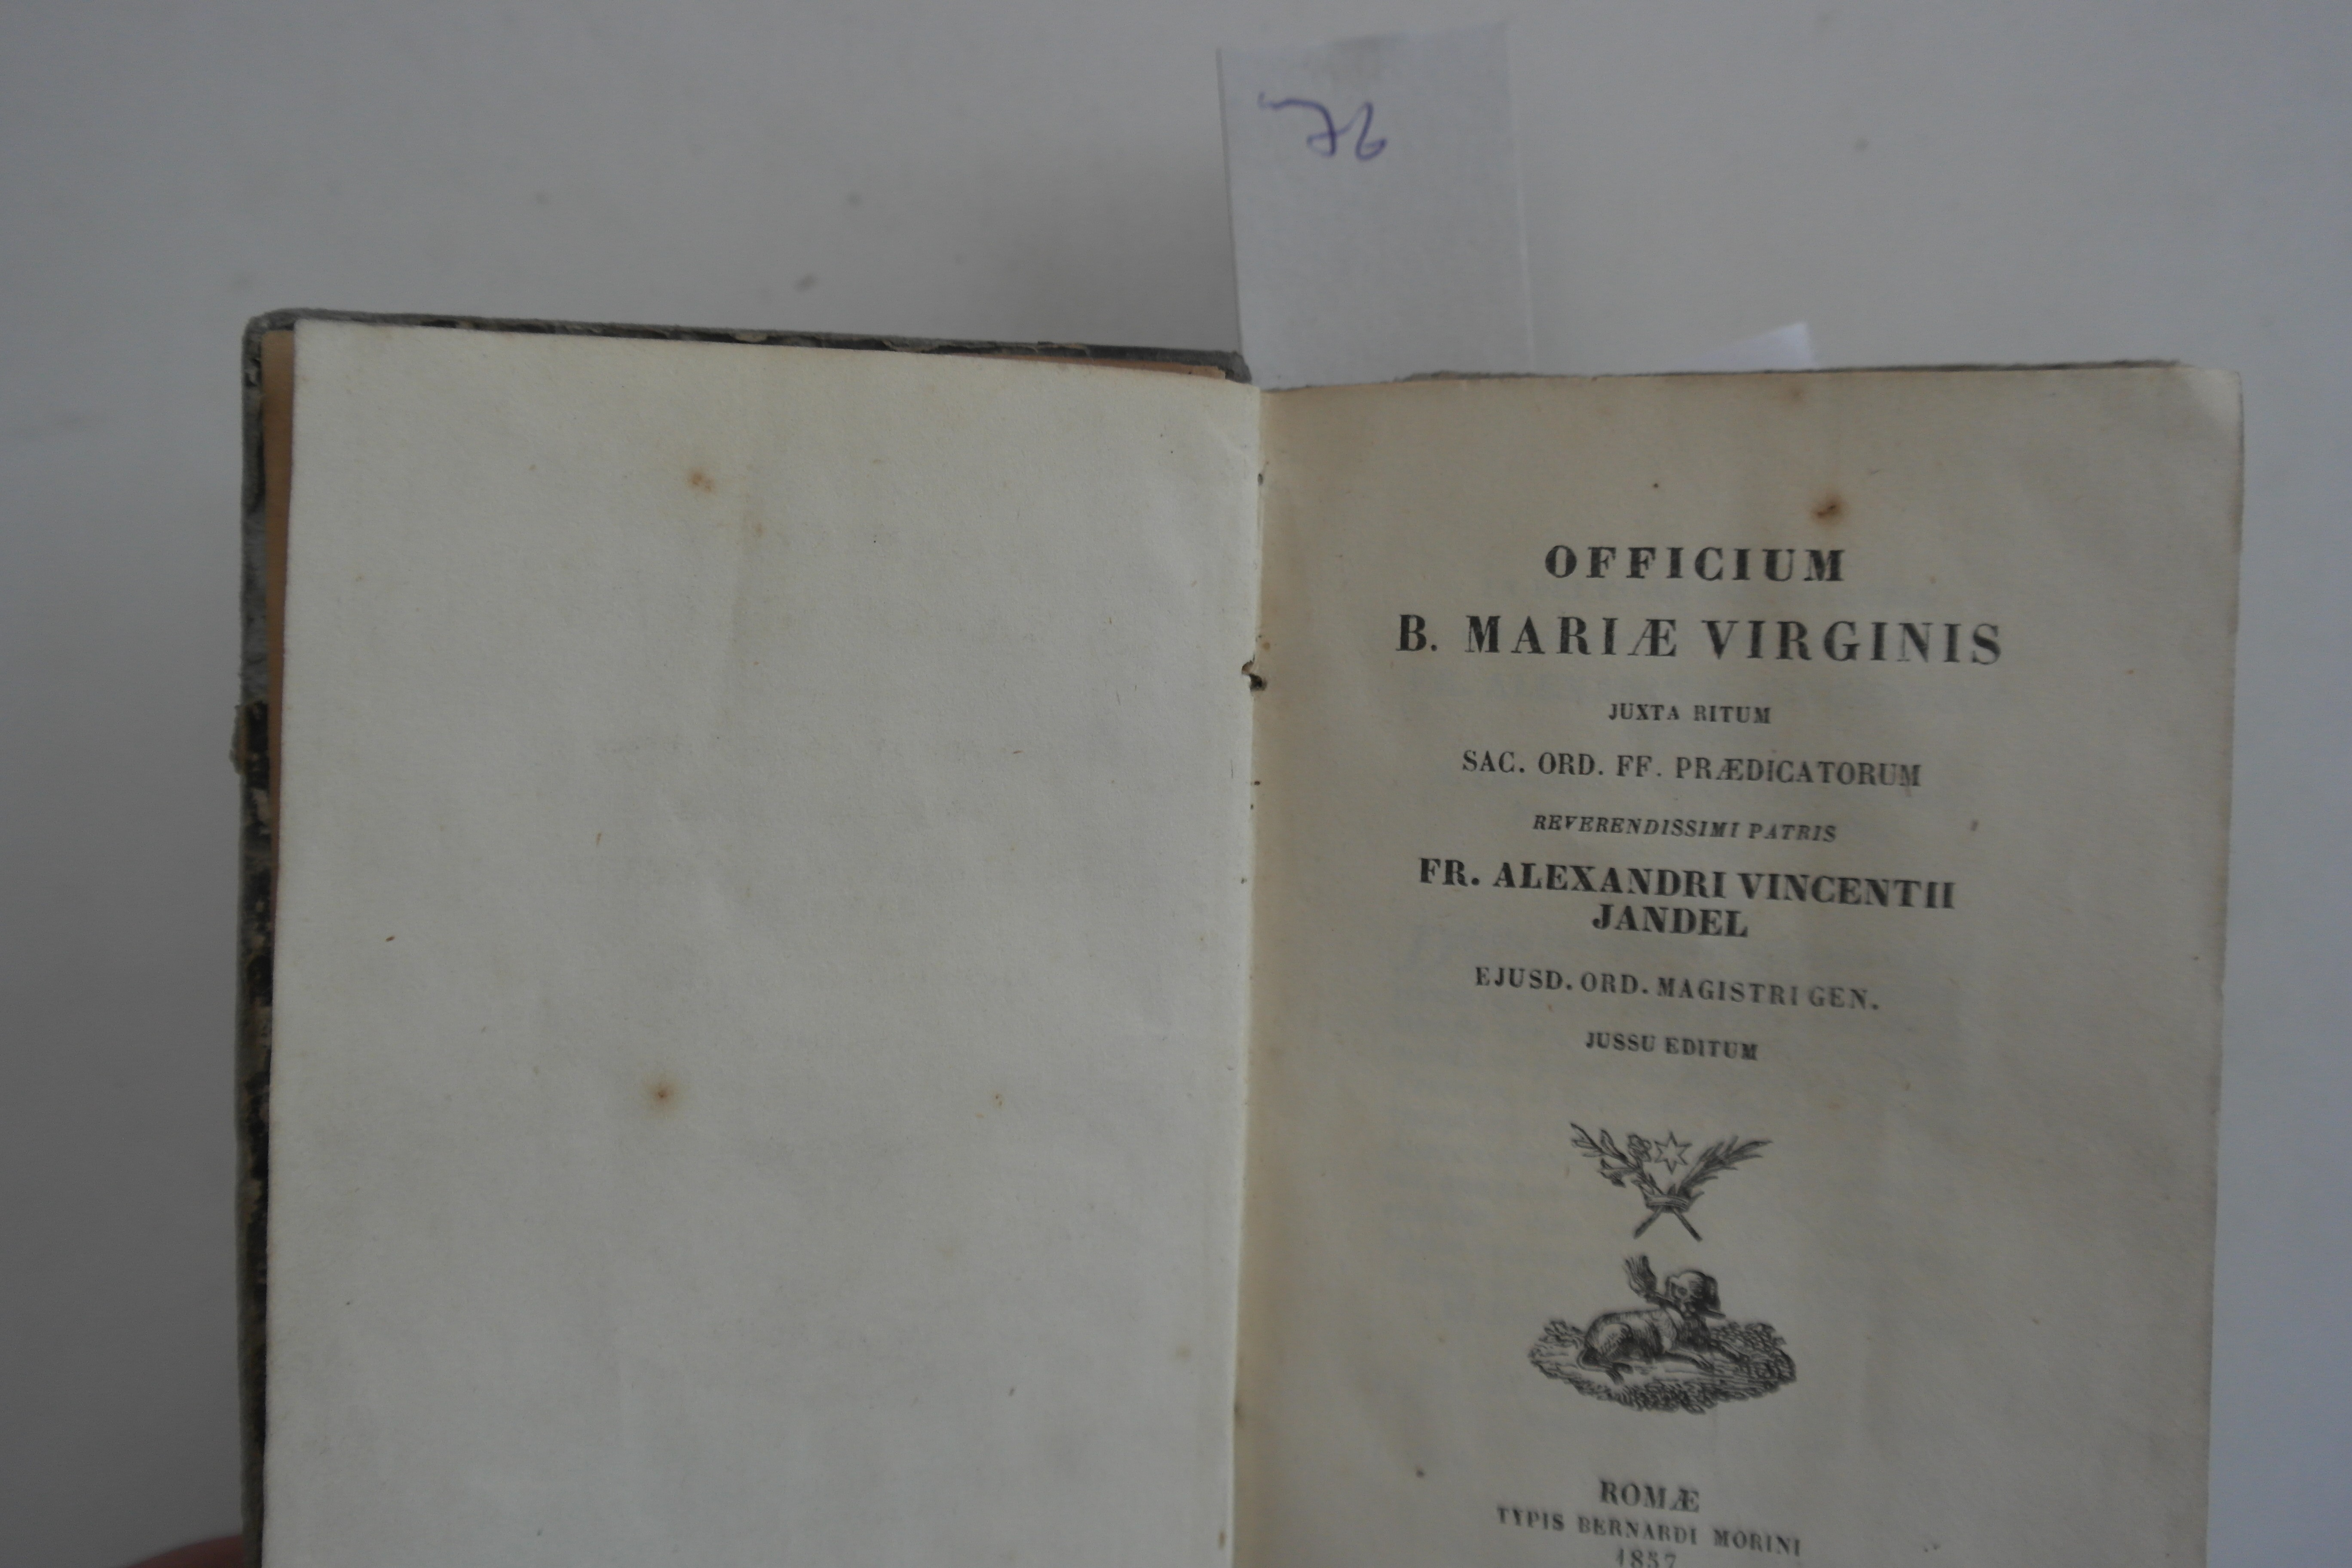 76
OFFICIUM
B. MARIÆ VIRGINIS
JUXTA RITUM
SAC. ORD. FF. PRÆDICATORUM
REVERENDISSIMI PATRIS
FR. ALEXANDRI VINCENTII
JANDEL
EJUSD. ORD. MAGISTRI GEN.
JUSSU EDITUM
ROMÆ
TYPIS BERNARDI MORINI
1857